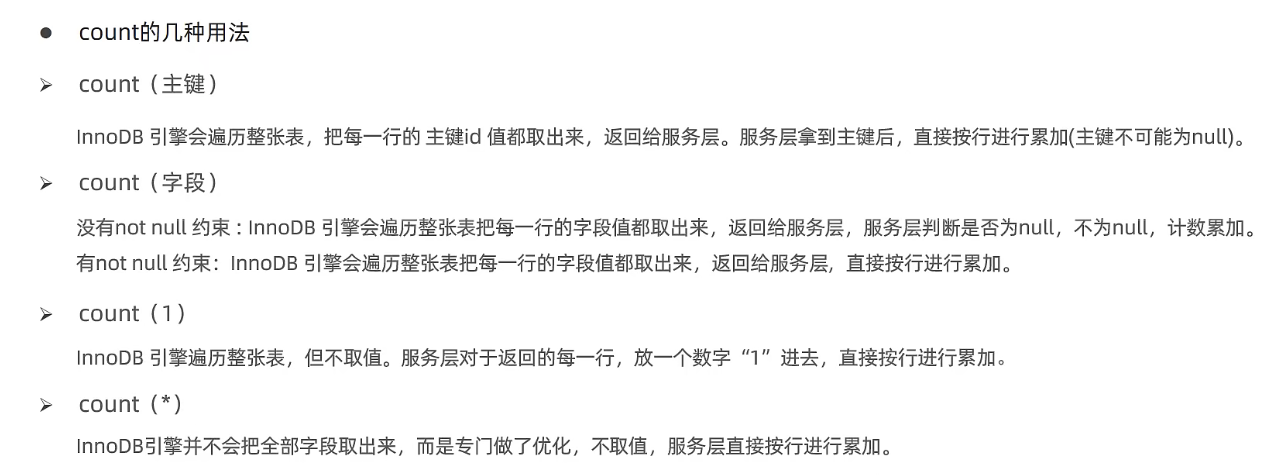 ● count的几种用法
➢ count（主键）
InnoDB 引擎会遍历整张表，把每一行的 主键id 值都取出来，返回给服务层。服务层拿到主键后，直接按行进行累加(主键不可能为null)。
➢ count（字段）
没有not null 约束 : InnoDB 引擎会遍历整张表把每一行的字段值都取出来，返回给服务层，服务层判断是否为null，不为null，计数累加。
有not null 约束：InnoDB 引擎会遍历整张表把每一行的字段值都取出来，返回给服务层，直接按行进行累加。
➢ count（1）
InnoDB 引擎遍历整张表，但不取值。服务层对于返回的每一行，放一个数字“1”进去，直接按行进行累加。
➢ count（*）
InnoDB引擎并不会把全部字段取出来，而是专门做了优化，不取值，服务层直接按行进行累加。